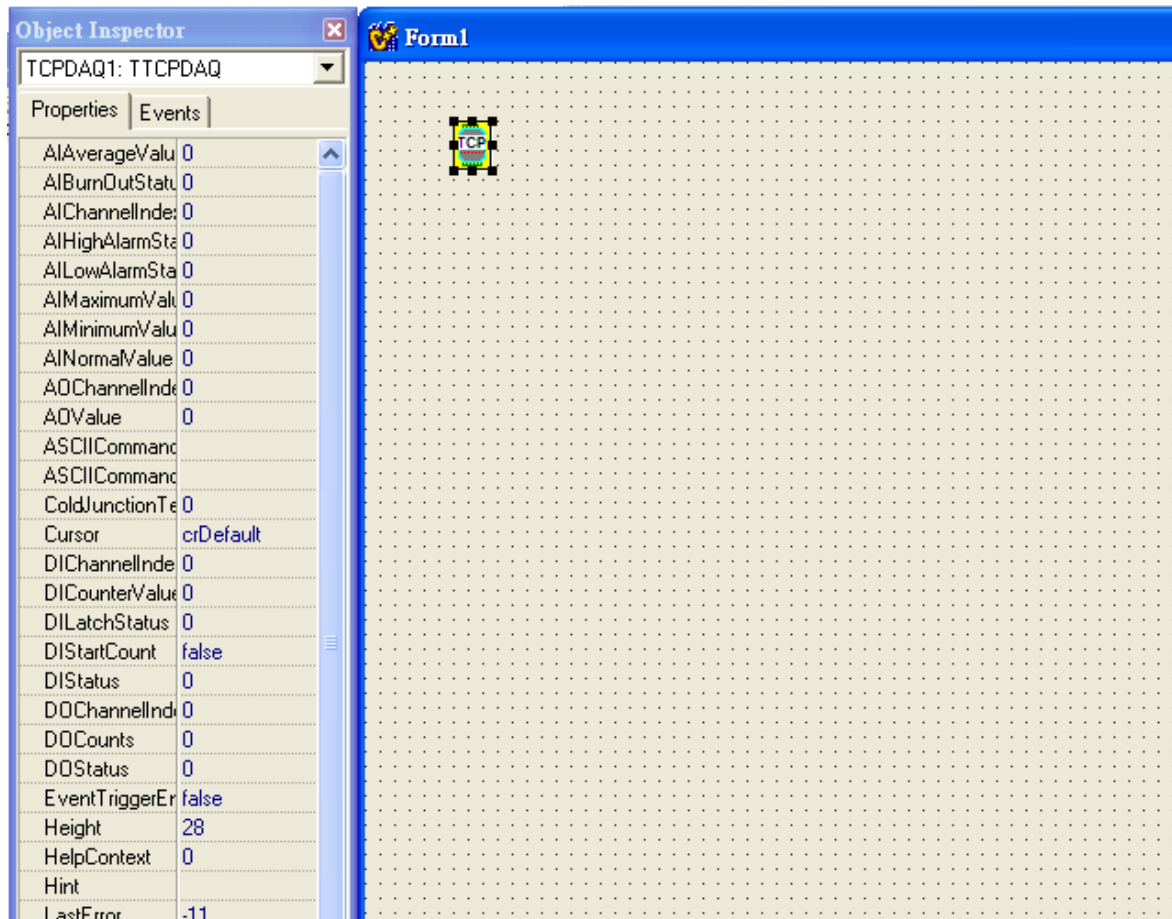 Object Inspector
Form1
TCPDAQ1: TTCPDAQ
Properties Events
TCP
AIAverageValu 0
AIBurnOutStatu 0
AIChannelInde: 0
AIHighAlarmSta 0
AILowAlarmSta 0
AIMaximumValu 0
AIMinimumValu 0
AINormalValue 0
AOChannelInde 0
AOValue 0
ASCIICommand
ASCIICommand
ColdJunctionTe 0
Cursor crDefault
DIChannelInde 0
DICounterValue 0
DILatchStatus 0
DIStartCount false
DIStatus 0
DOChannelInde 0
DOCounts 0
DOStatus 0
EventTriggerEr false
Height 28
HelpContext 0
Hint
LastError -11